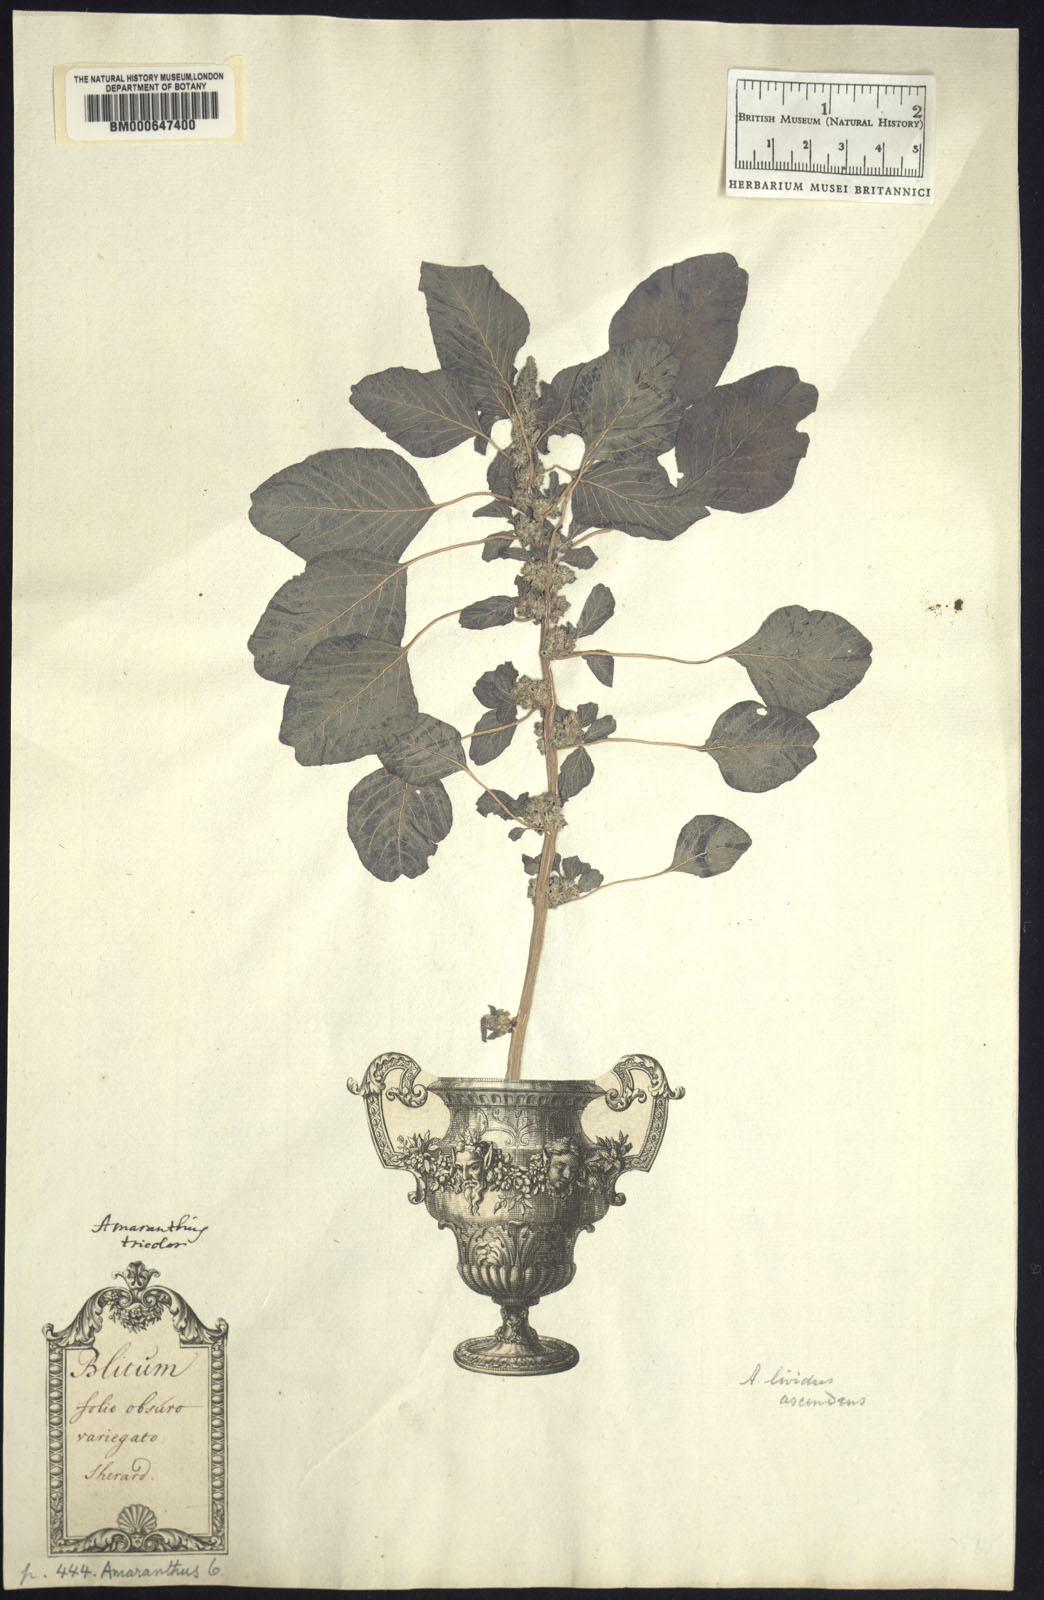 THE NATURAL HISTORY MUSEUM, LONDON
DEPARTMENT OF BOTANY
BM000647400
1 2
BRITISH MUSEUM (NATURAL HISTORY)
1 2 3 4 5
HERBARIUM MUSEI BRITANNICI
Amaranthus
tricolor
Blitum
folio obsúro
variegato
Sherard.
A. lividus
ascendens
p. 444. Amaranthus 6.